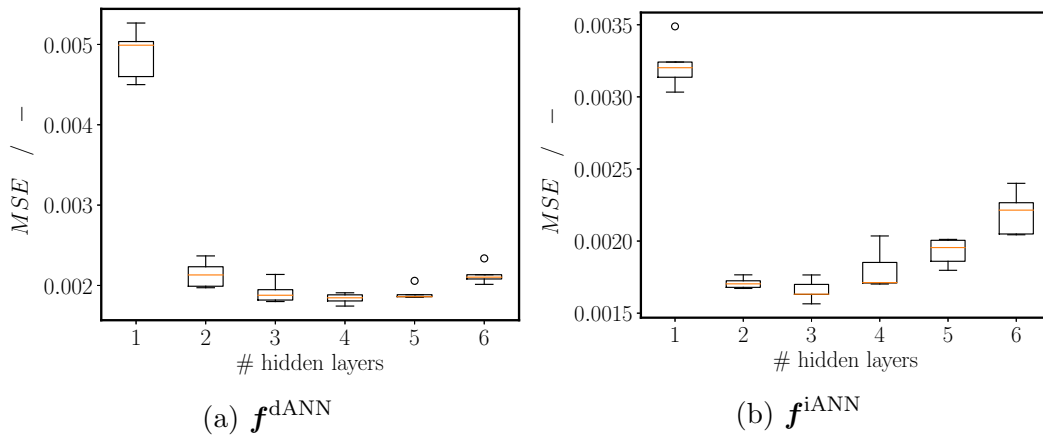 0.005
0.004
0.003
0.002
MSE / −
1 2 3 4 5 6
# hidden layers
(a) f^dANN
0.0035
0.0030
0.0025
0.0020
0.0015
MSE / −
1 2 3 4 5 6
# hidden layers
(b) f^iANN